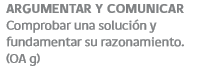 ARGUMENTAR Y COMUNICAR
Comprobar una solución y
fundamentar su razonamiento.
(OA g)